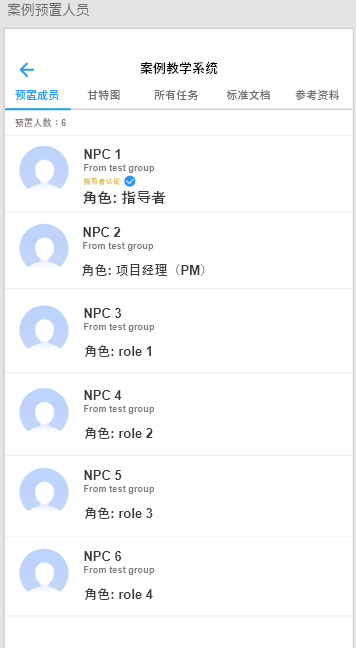 案例预置人员
案例教学系统
预置成员 甘特图 所有任务 标准文档 参考资料
预置人数：6
NPC 1
From test group
指导者认证
角色: 指导者
NPC 2
From test group
角色: 项目经理（PM）
NPC 3
From test group
角色: role 1
NPC 4
From test group
角色: role 2
NPC 5
From test group
角色: role 3
NPC 6
From test group
角色: role 4